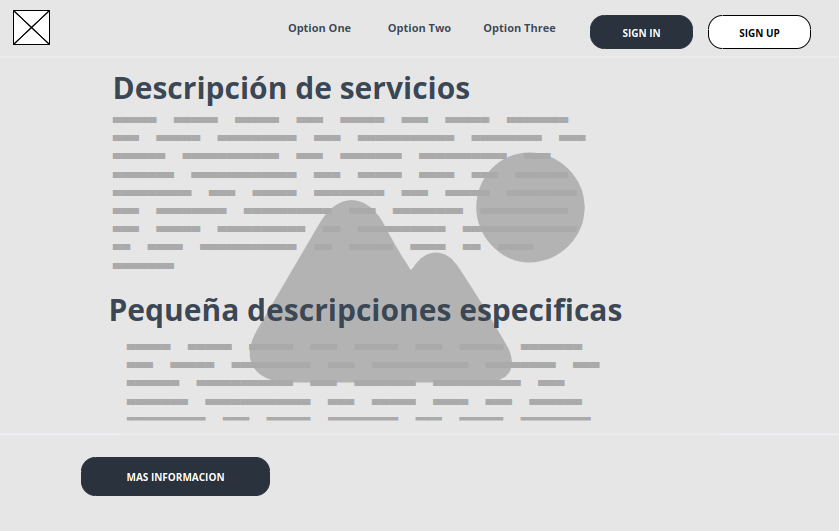 Option One Option Two Option Three SIGN IN SIGN UP
Descripción de servicios
Pequeña descripciones especificas
MAS INFORMACION